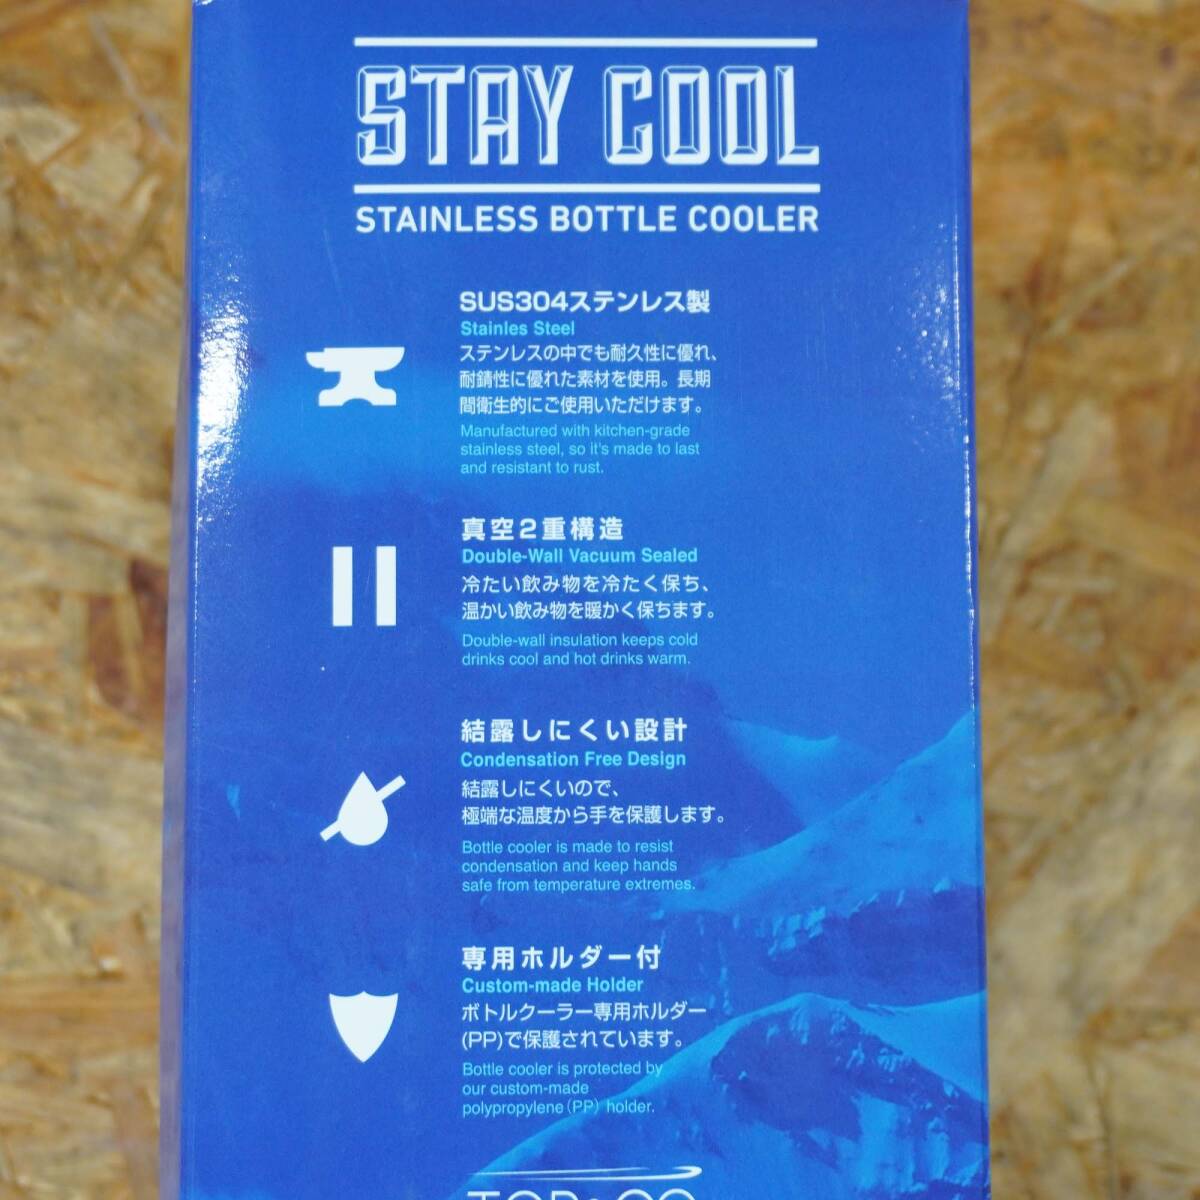 STAY COOL
STAINLESS BOTTLE COOLER
SUS304ステンレス製
Stainles Steel
ステンレスの中でも耐久性に優れ、
耐錆性に優れた素材を使用。長期
間衛生的にご使用いただけます。
Manufactured with kitchen-grade
stainless steel, so it's made to last
and resistant to rust.
真空2重構造
Double-Wall Vacuum Sealed
冷たい飲み物を冷たく保ち、
温かい飲み物を暖かく保ちます。
Double-wall insulation keeps cold
drinks cool and hot drinks warm.
結露しにくい設計
Condensation Free Design
結露しにくいので、
極端な温度から手を保護します。
Bottle cooler is made to resist
condensation and keep hands
safe from temperature extremes.
専用ホルダー付
Custom-made Holder
ボトルクーラー専用ホルダー
(PP)で保護されています。
Bottle cooler is protected by
our custom-made
polypropylene (PP) holder.